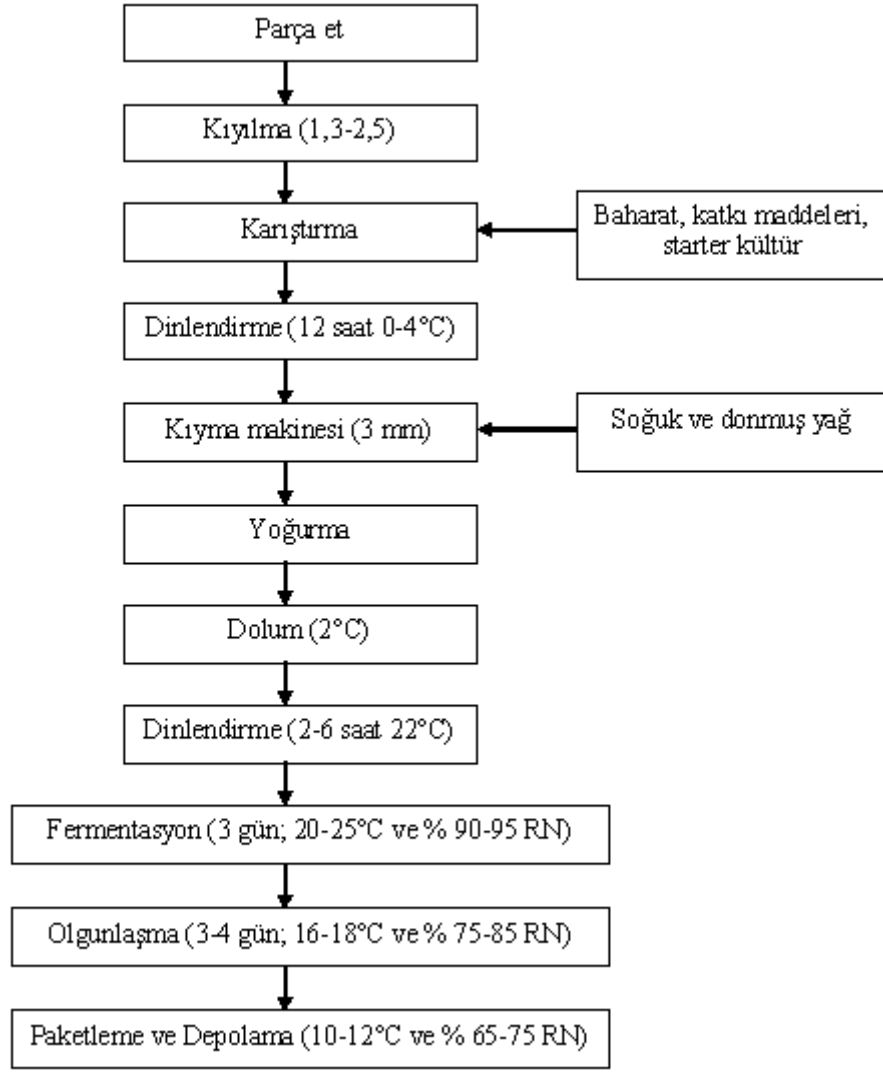 Parça et
Kıyılma (1,3-2,5)
Karıştırma
Baharat, katkı maddeleri,
starter kültür
Dinlendirme (12 saat 0-4°C)
Kıyma makinesi (3 mm)
Soğuk ve donmuş yağ
Yoğurma
Dolum (2°C)
Dinlendirme (2-6 saat 22°C)
Fermentasyon (3 gün; 20-25°C ve % 90-95 RN)
Olgunlaşma (3-4 gün; 16-18°C ve % 75-85 RN)
Paketleme ve Depolama (10-12°C ve % 65-75 RN)